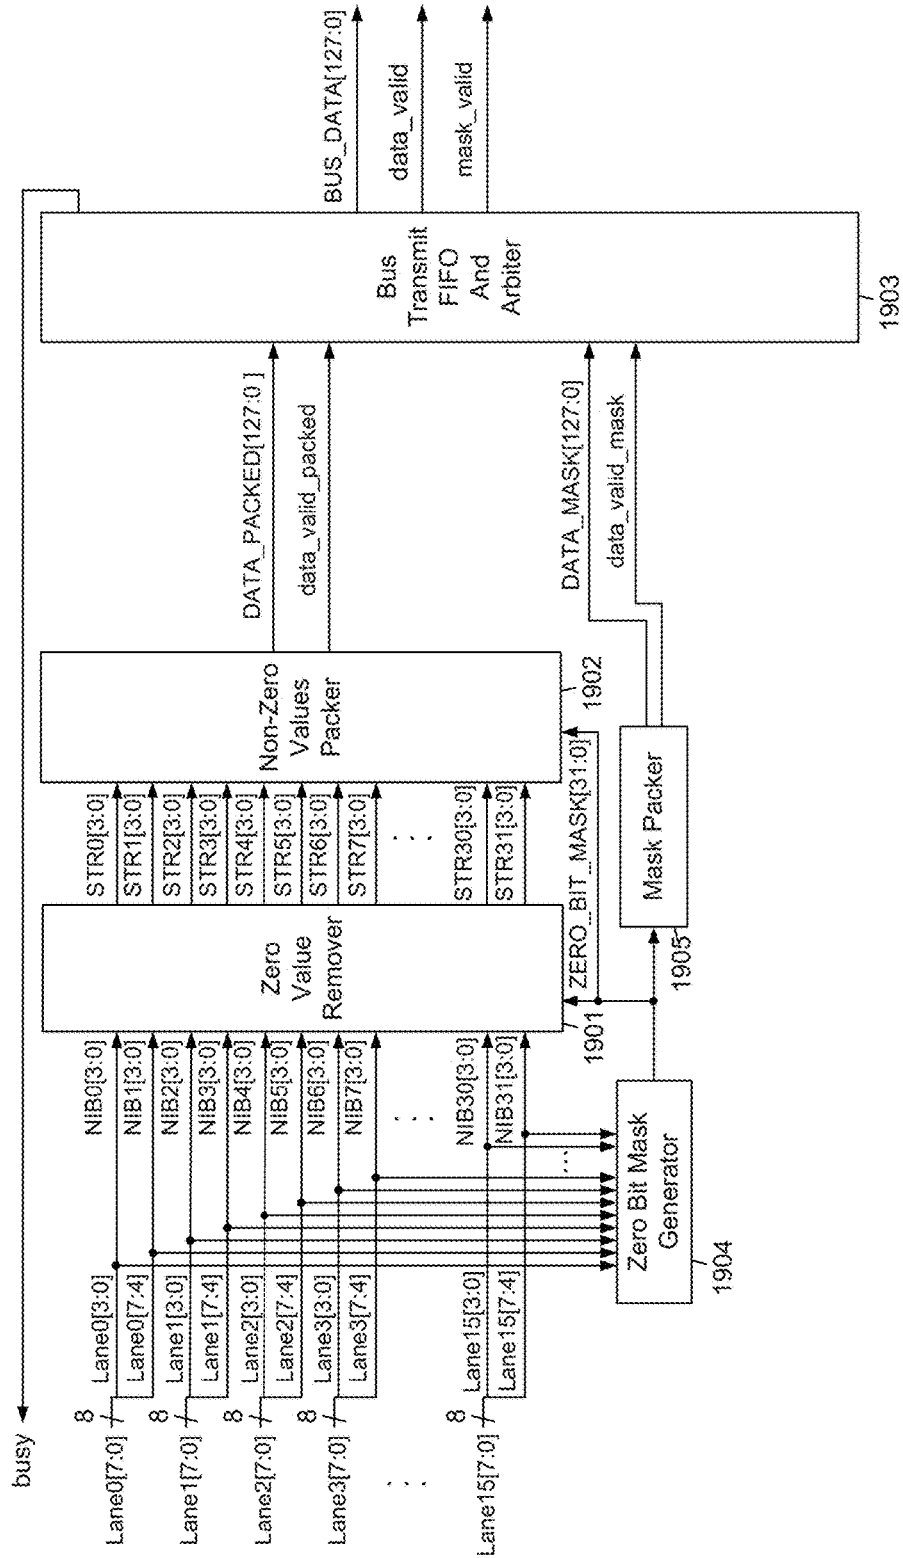 busy
Lane0[7:0]
8
Lane0[3:0]
Lane0[7:4]
Lane1[7:0]
8
Lane1[3:0]
Lane1[7:4]
Lane2[7:0]
8
Lane2[3:0]
Lane2[7:4]
Lane3[7:0]
8
Lane3[3:0]
Lane3[7:4]
. . .
Lane15[7:0]
8
Lane15[3:0]
Lane15[7:4]
NIB0[3:0]
NIB1[3:0]
NIB2[3:0]
NIB3[3:0]
NIB4[3:0]
NIB5[3:0]
NIB6[3:0]
NIB7[3:0]
. . .
NIB30[3:0]
NIB31[3:0]
...
Zero Bit Mask
Generator
1904
Zero
Value
Remover
1901
STR0[3:0]
STR1[3:0]
STR2[3:0]
STR3[3:0]
STR4[3:0]
STR5[3:0]
STR6[3:0]
STR7[3:0]
. . .
STR30[3:0]
STR31[3:0]
ZERO_BIT_MASK[31:0]
Mask Packer
1905
Non-Zero
Values
Packer
1902
DATA_PACKED[127:0 ]
data_valid_packed
DATA_MASK[127:0]
data_valid_mask
Bus
Transmit
FIFO
And
Arbiter
1903
BUS_DATA[127:0]
data_valid
mask_valid